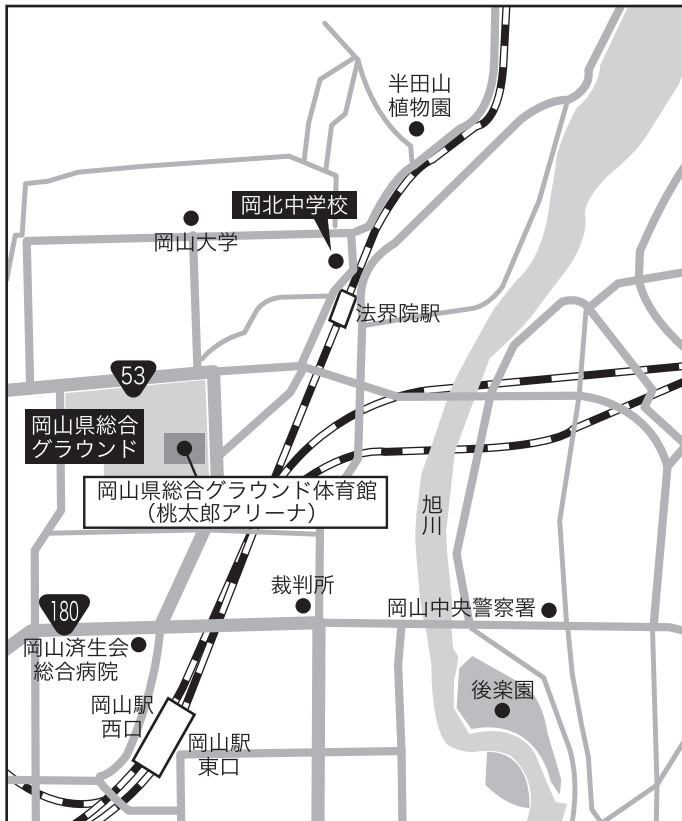 半田山
植物園
岡北中学校
岡山大学
法界院駅
53
岡山県総合
グラウンド
岡山県総合グラウンド体育館
（桃太郎アリーナ）
旭川
裁判所
岡山中央警察署
180
岡山済生会
総合病院
後楽園
岡山駅
西口
岡山駅
東口